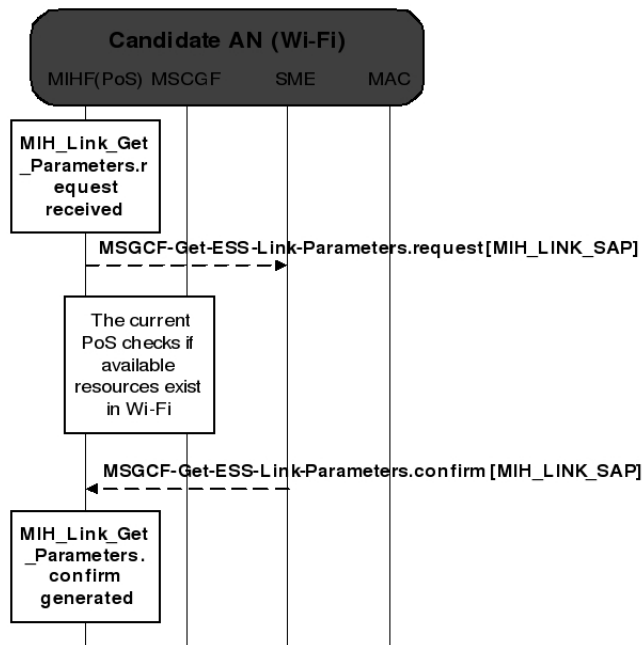 Candidate AN (Wi-Fi)
MIHF(PoS) MSCGF SME MAC
MIH_Link_Get
_Parameters.r
equest
received
MSGCF-Get-ESS-Link-Parameters.request[MIH_LINK_SAP]
The current
PoS checks if
available
resources exist
in Wi-Fi
MSGCF-Get-ESS-Link-Parameters.confirm [MIH_LINK_SAP]
MIH_Link_Get
_Parameters.
confirm
generated